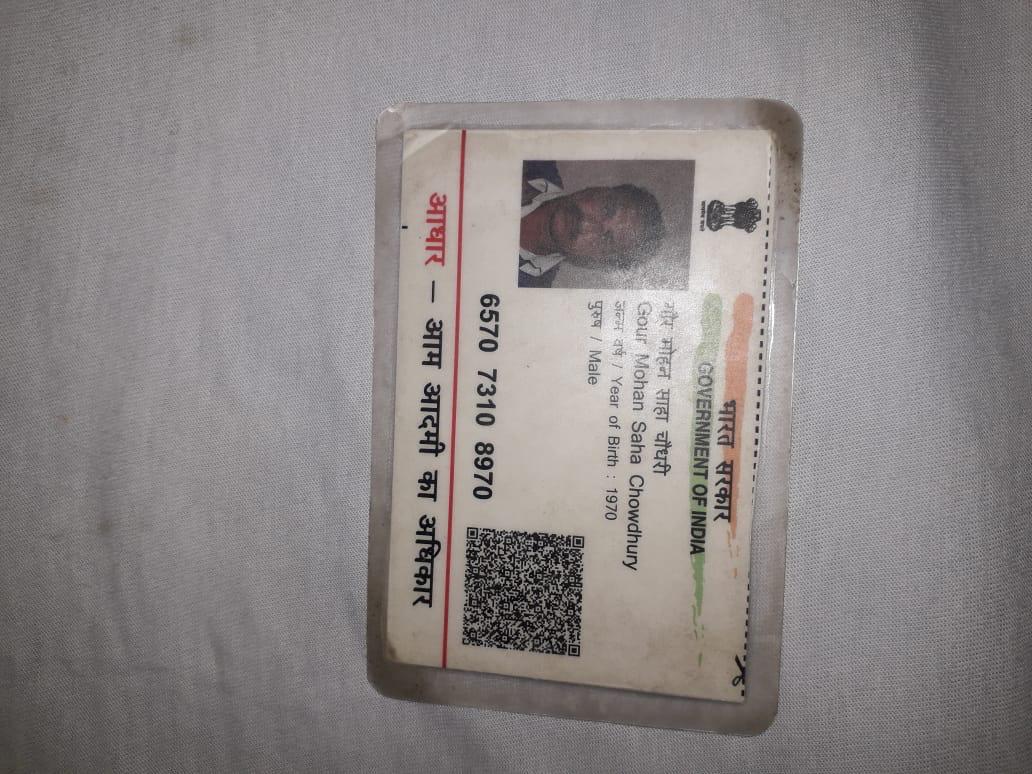 भारत सरकार
GOVERNMENT OF INDIA
गौर मोहन साहा चौधरी
Gour Mohan Saha Chowdhury
जन्म वर्ष / Year of Birth : 1970
पुरुष / Male
6570 7310 8970
आधार – आम आदमी का अधिकार